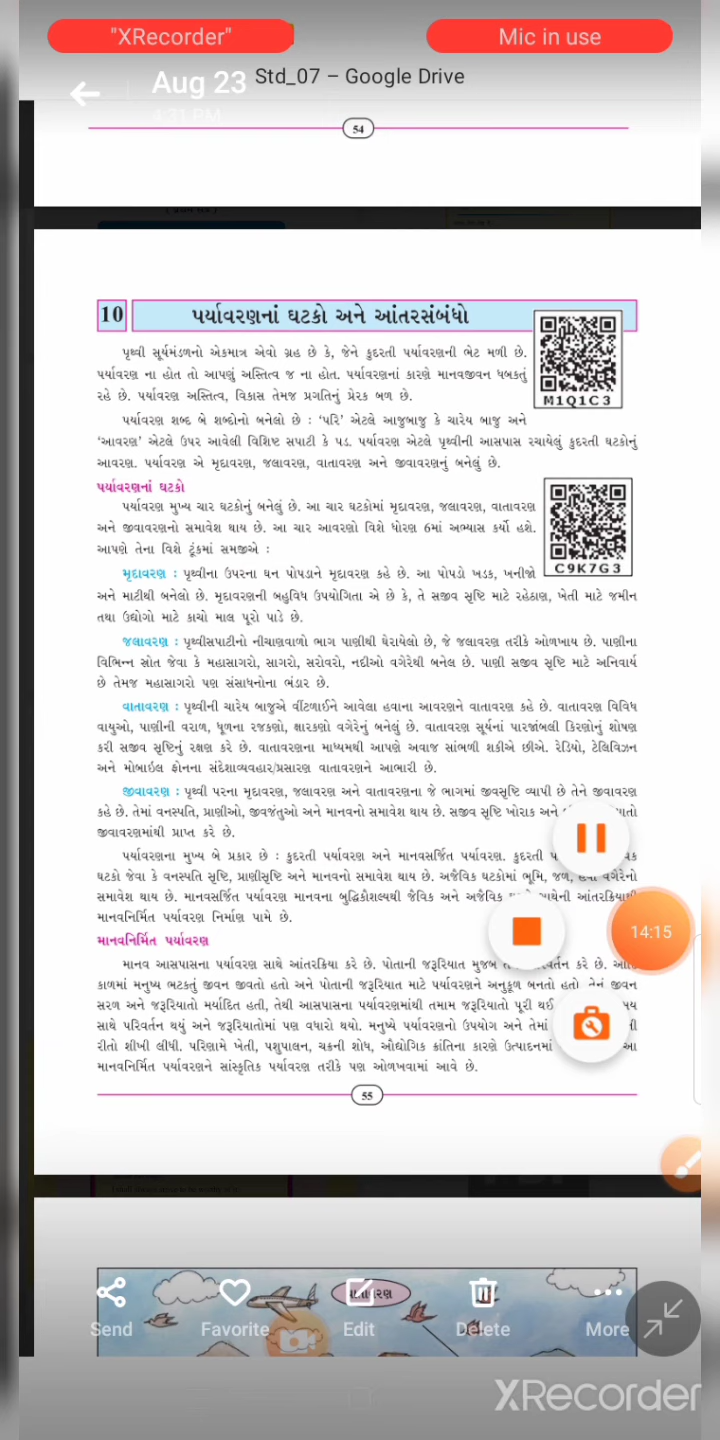 "XRecorder"
Mic in use
Aug 23
Std_07 – Google Drive
4:31 PM
54
10
પર્યાવરણનાં ઘટકો અને આંતરસંબંધો
પૃથ્વી સૂર્યમંડળનો એકમાત્ર એવો ગ્રહ છે કે, જેને કુદરતી પર્યાવરણની ભેટ મળી છે.
પર્યાવરણ ના હોત તો આપણું અસ્તિત્વ જ ના હોત. પર્યાવરણનાં કારણે માનવજીવન ધબકતું
રહે છે. પર્યાવરણ અસ્તિત્વ, વિકાસ તેમજ પ્રગતિનું પ્રેરક બળ છે.
M1Q1C3
પર્યાવરણ શબ્દ બે શબ્દોનો બનેલો છે : ‘પરિ’ એટલે આજુબાજુ કે ચારેય બાજુ અને
‘આવરણ’ એટલે ઉપર આવેલી વિશિષ્ટ સપાટી કે પડ. પર્યાવરણ એટલે પૃથ્વીની આસપાસ રચાયેલું કુદરતી ઘટકોનું
આવરણ. પર્યાવરણ એ મૃદાવરણ, જલાવરણ, વાતાવરણ અને જીવાવરણનું બનેલું છે.
પર્યાવરણનાં ઘટકો
પર્યાવરણ મુખ્ય ચાર ઘટકોનું બનેલું છે. આ ચાર ઘટકોમાં મૃદાવરણ, જલાવરણ, વાતાવરણ
અને જીવાવરણનો સમાવેશ થાય છે. આ ચાર આવરણો વિશે ધોરણ 6માં અભ્યાસ કર્યો હશે.
આપણે તેના વિશે ટૂંકમાં સમજીએ :
C9K7G3
મૃદાવરણ : પૃથ્વીના ઉપરના ઘન પોપડાને મૃદાવરણ કહે છે. આ પોપડો ખડક, ખનીજો
અને માટીથી બનેલો છે. મૃદાવરણની બહુવિધ ઉપયોગિતા એ છે કે, તે સજીવ સૃષ્ટિ માટે રહેઠાણ, ખેતી માટે જમીન
તથા ઉદ્યોગો માટે કાચો માલ પૂરો પાડે છે.
જલાવરણ : પૃથ્વીસપાટીનો નીચાણવાળો ભાગ પાણીથી ઘેરાયેલો છે, જે જલાવરણ તરીકે ઓળખાય છે. પાણીના
વિભિન્ન સ્રોત જેવા કે મહાસાગરો, સાગરો, સરોવરો, નદીઓ વગેરેથી બનેલ છે. પાણી સજીવ સૃષ્ટિ માટે અનિવાર્ય
છે તેમજ મહાસાગરો પણ સંસાધનોના ભંડાર છે.
વાતાવરણ : પૃથ્વીની ચારેય બાજુએ વીંટળાઈને આવેલા હવાના આવરણને વાતાવરણ કહે છે. વાતાવરણ વિવિધ
વાયુઓ, પાણીની વરાળ, ધૂળના રજકણો, ક્ષારકણો વગેરેનું બનેલું છે. વાતાવરણ સૂર્યનાં પારજાંબલી કિરણોનું શોષણ
કરી સજીવ સૃષ્ટિનું રક્ષણ કરે છે. વાતાવરણના માધ્યમથી આપણે અવાજ સાંભળી શકીએ છીએ. રેડિયો, ટેલિવિઝન
અને મોબાઇલ ફોનના સંદેશાવ્યવહાર/પ્રસારણ વાતાવરણને આભારી છે.
જીવાવરણ : પૃથ્વી પરના મૃદાવરણ, જલાવરણ અને વાતાવરણના જે ભાગમાં જીવસૃષ્ટિ વ્યાપી છે તેને જીવાવરણ
કહે છે. તેમાં વનસ્પતિ, પ્રાણીઓ, જીવજંતુઓ અને માનવનો સમાવેશ થાય છે. સજીવ સૃષ્ટિ ખોરાક અને
જીવાવરણમાંથી પ્રાપ્ત કરે છે.
પર્યાવરણના મુખ્ય બે પ્રકાર છે : કુદરતી પર્યાવરણ અને માનવસર્જિત પર્યાવરણ. કુદરતી
ઘટકો જેવા કે વનસ્પતિ સૃષ્ટિ, પ્રાણીસૃષ્ટિ અને માનવનો સમાવેશ થાય છે. અજૈવિક ઘટકોમાં ભૂમિ, જળ, હવા વગેરેનો
સમાવેશ થાય છે. માનવસર્જિત પર્યાવરણ માનવના બુદ્ધિકૌશલ્યથી જૈવિક અને અજૈવિક આંતરક્રિયાથી
માનવનિર્મિત પર્યાવરણ નિર્માણ પામે છે.
14:15
માનવનિર્મિત પર્યાવરણ
માનવ આસપાસના પર્યાવરણ સાથે આંતરક્રિયા કરે છે. પોતાની જરૂરિયાત મુજબ કરે છે.
કાળમાં મનુષ્ય ભટકતું જીવન જીવતો હતો અને પોતાની જરૂરિયાત માટે પર્યાવરણને અનુકૂળ બનતો હતો. તેનું જીવન
સરળ અને જરૂરિયાતો મર્યાદિત હતી, તેથી આસપાસના પર્યાવરણમાંથી તમામ જરૂરિયાતો પૂરી થઈ
સાથે પરિવર્તન થયું અને જરૂરિયાતોમાં પણ વધારો થયો. મનુષ્યે પર્યાવરણનો ઉપયોગ અને તેમાં
રીતો શીખી લીધી. પરિણામે ખેતી, પશુપાલન, ચક્રની શોધ, ઔદ્યોગિક ક્રાંતિના કારણે ઉત્પાદનમાં આ
માનવનિર્મિત પર્યાવરણને સાંસ્કૃતિક પર્યાવરણ તરીકે પણ ઓળખવામાં આવે છે.
55
વાતાવરણ
Send
Favorite
Edit
Delete
More
XRecorder